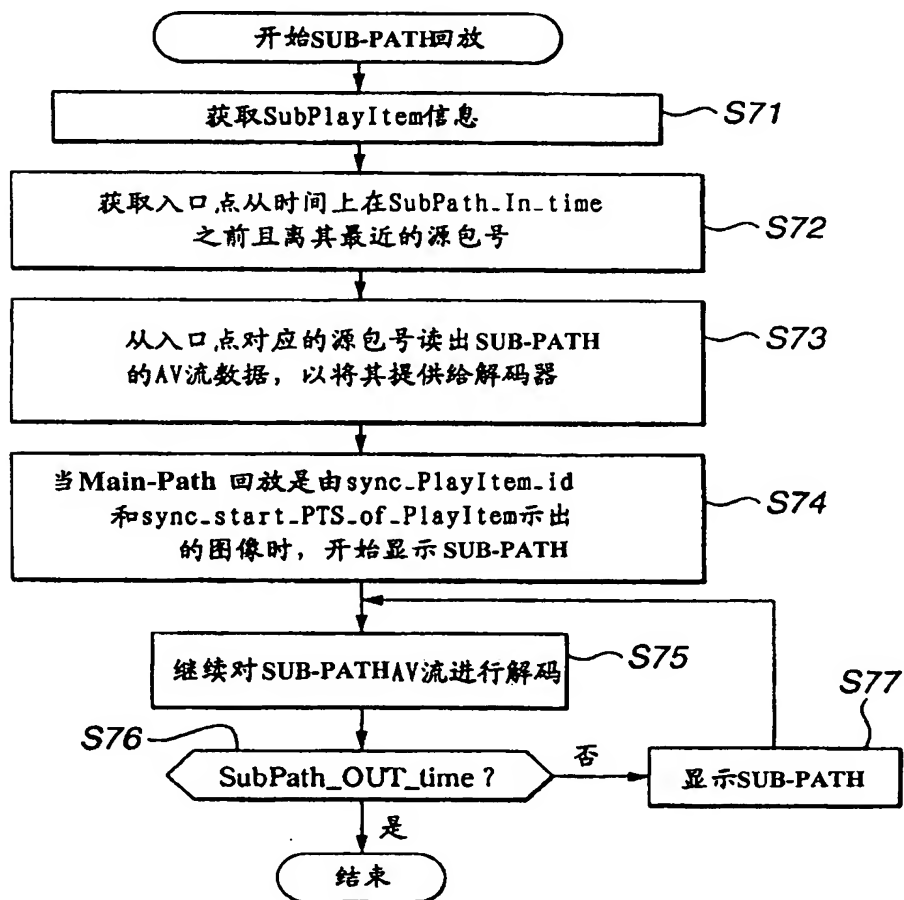 开始SUB-PATH回放
获取SubPlayItem信息
S71
获取入口点从时间上在SubPath_In_time
之前且离其最近的源包号
S72
从入口点对应的源包号读出SUB-PATH
的AV流数据，以将其提供给解码器
S73
当Main-Path 回放是由sync_PlayItem_id
和sync_start_PTS_of_PlayItem示出
的图像时，开始显示SUB-PATH
S74
继续对SUB-PATHAV流进行解码
S75
S76
SubPath_OUT_time？
否
S77
显示SUB-PATH
是
结束